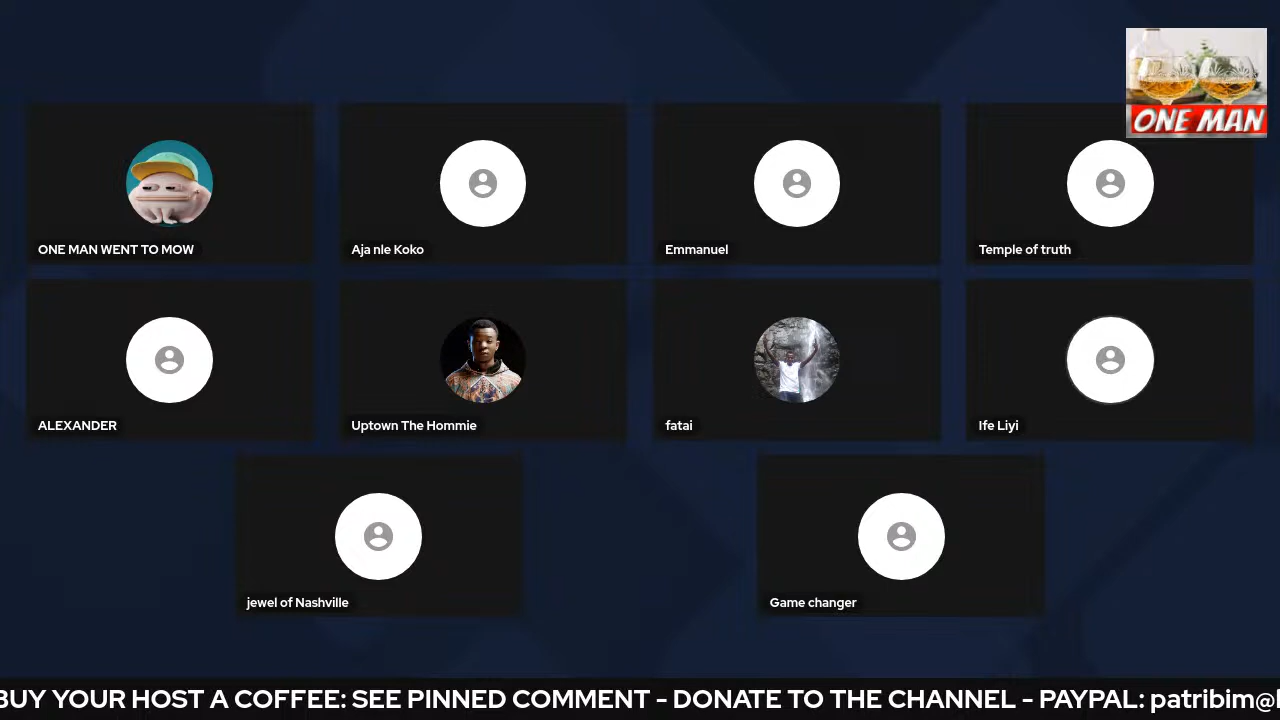 ONE MAN
ONE MAN WENT TO MOW
Aja nle Koko
Emmanuel
Temple of truth
ALEXANDER
Uptown The Hommie
fatai
Ife Liyi
jewel of Nashville
Game changer
BUY YOUR HOST A COFFEE: SEE PINNED COMMENT - DONATE TO THE CHANNEL - PAYPAL: patribim@